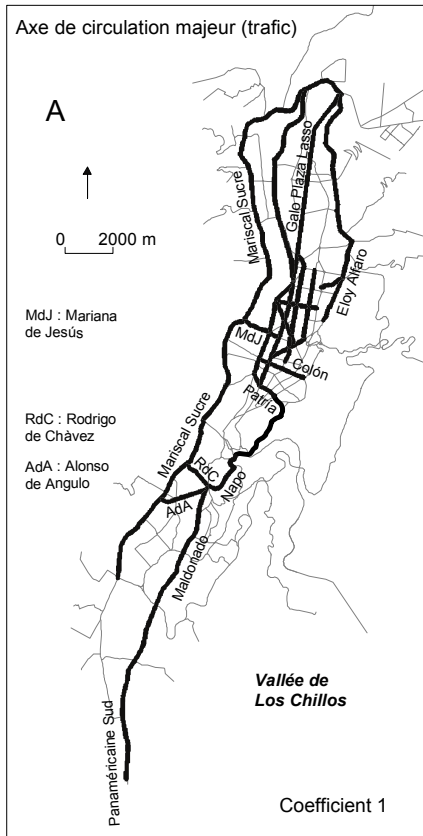 Axe de circulation majeur (trafic)
A
0 2000 m
Mariscal Sucre
Galo Plaza Lasso
Eloy Alfaro
MdJ : Mariana
de Jesús
MdJ
Colón
Patria
RdC : Rodrigo
de Chàvez
AdA : Alonso
de Angulo
Mariscal Sucre
RdC
Napo
AdA
Maldonado
Vallée de
Los Chillos
Panaméricaine Sud
Coefficient 1